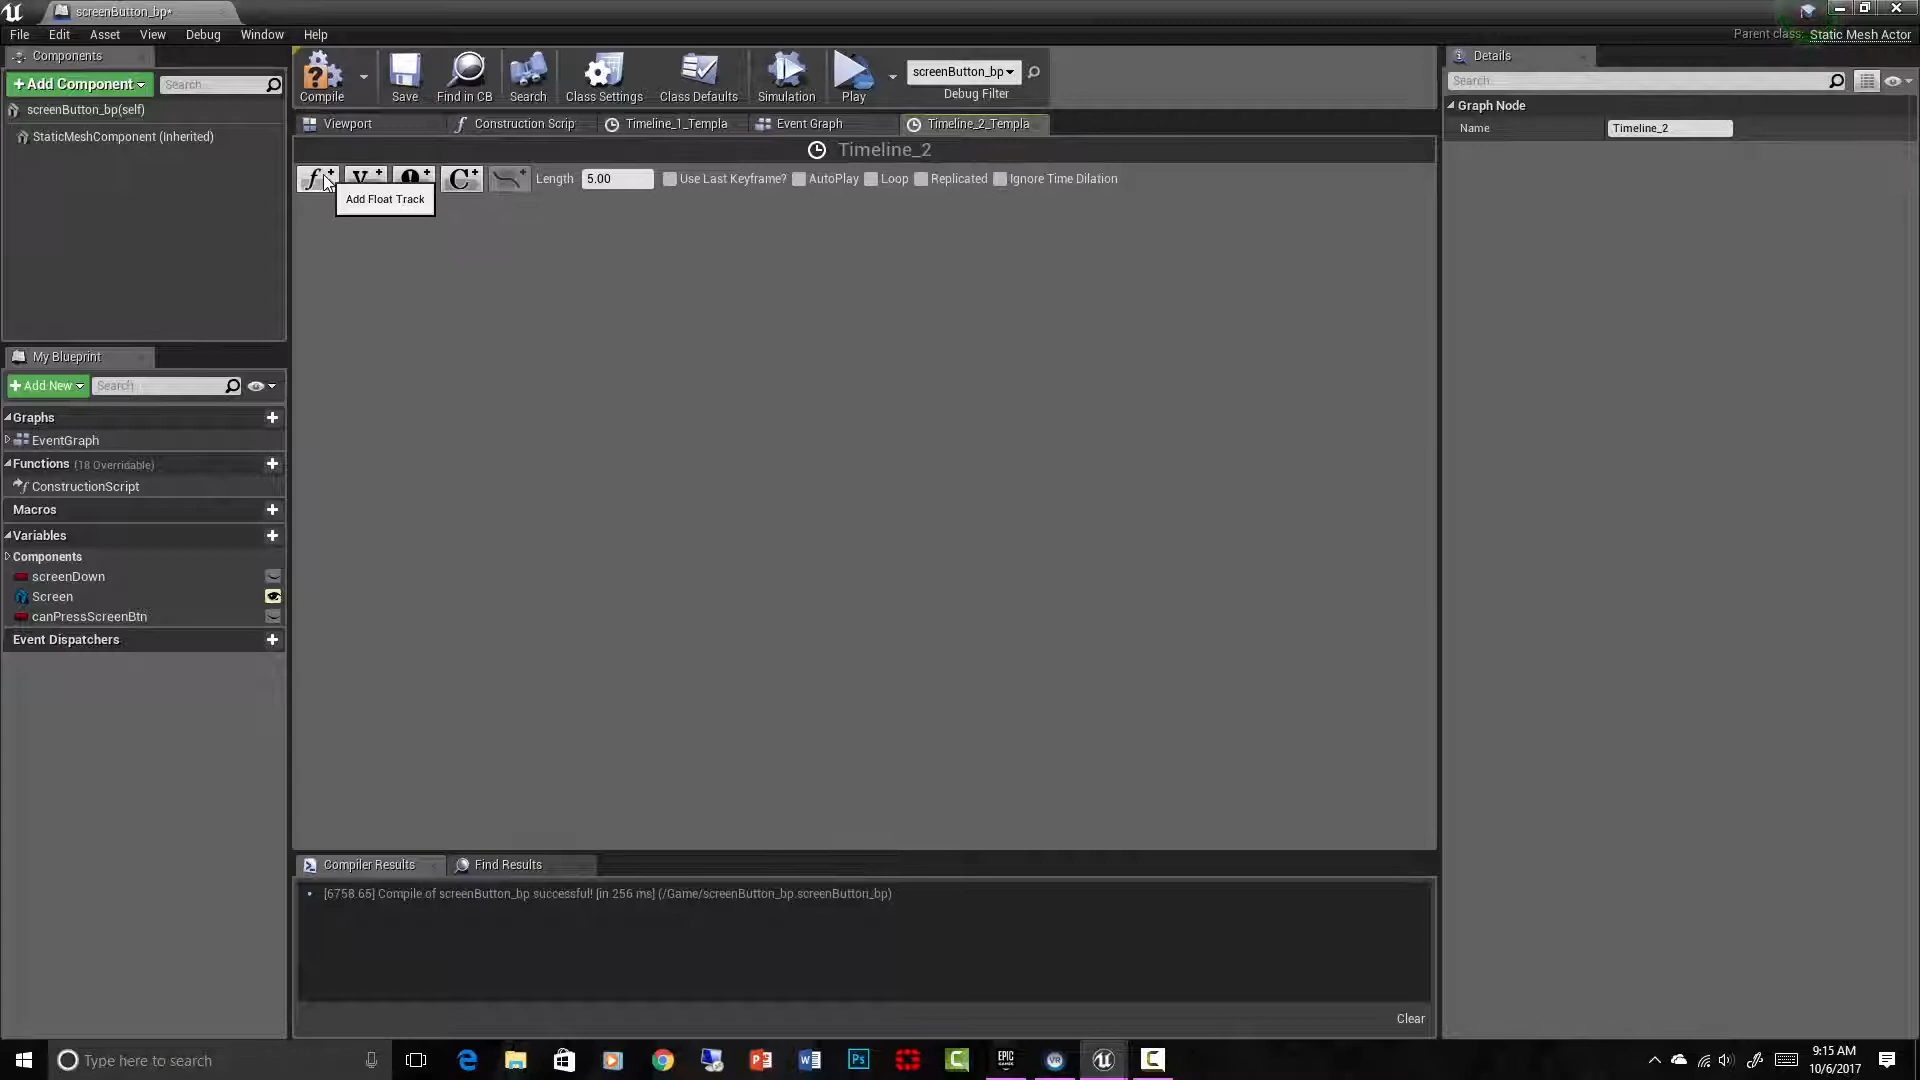 screenButton_bp*
File Edit Asset View Debug Window Help
Parent class: Static Mesh Actor
Components
+ Add Component
Search
screenButton_bp(self)
StaticMeshComponent (Inherited)
My Blueprint
+ Add New
Search
Graphs
EventGraph
Functions (18 Overridable)
ConstructionScript
Macros
Variables
Components
screenDown
Screen
canPressScreenBtn
Event Dispatchers
Compile Save Find in CB Search Class Settings Class Defaults Simulation Play
screenButton_bp
Debug Filter
Viewport Construction Scrip Timeline_1_Templa Event Graph Timeline_2_Templa
Timeline_2
Length 5.00 Use Last Keyframe? AutoPlay Loop Replicated Ignore Time Dilation
Add Float Track
Compiler Results Find Results
[6758.65] Compile of screenButton_bp successful! [in 256 ms] (/Game/screenButton_bp.screenButton_bp)
Clear
Details
Search
Graph Node
Name Timeline_2
Type here to search
9:15 AM
10/6/2017